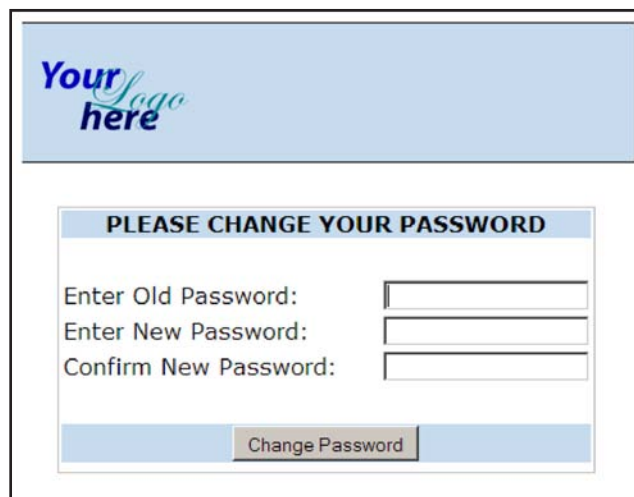 Your
Logo
here
PLEASE CHANGE YOUR PASSWORD
Enter Old Password:
Enter New Password:
Confirm New Password:
Change Password